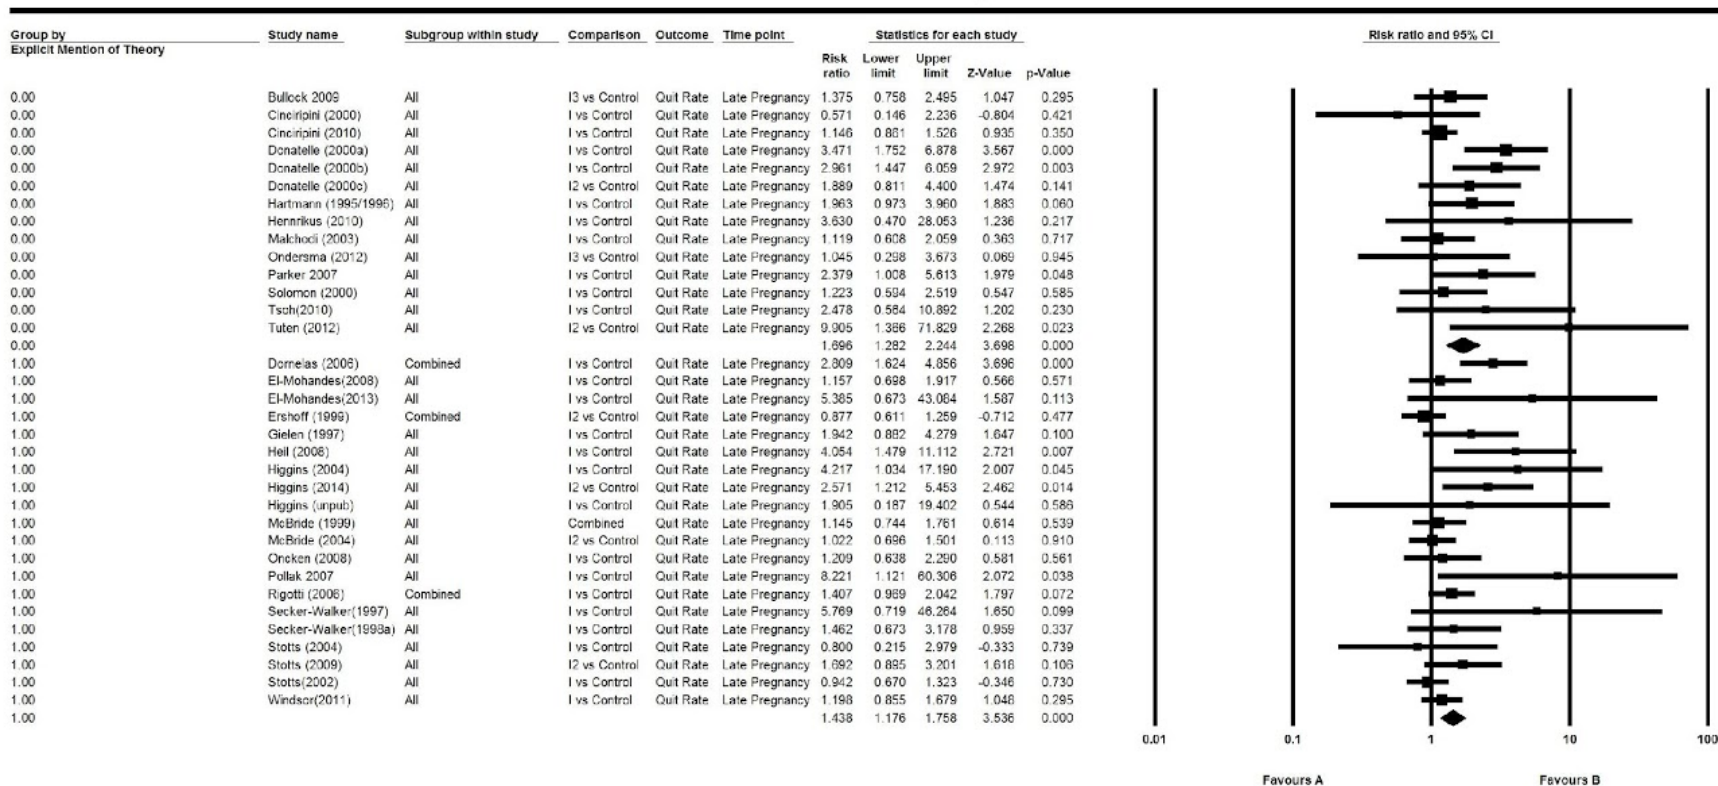 Group by Study name Subgroup within study Comparison Outcome Time point Statistics for each study Risk ratio and 95% CI
Explicit Mention of Theory
Risk Lower Upper
ratio limit limit Z-Value p-Value
0.00 Bullock 2009 All I3 vs Control Quit Rate Late Pregnancy 1.375 0.758 2.495 1.047 0.295
0.00 Cinciripini (2000) All I vs Control Quit Rate Late Pregnancy 0.571 0.146 2.236 -0.804 0.421
0.00 Cinciripini (2010) All I vs Control Quit Rate Late Pregnancy 1.146 0.861 1.526 0.935 0.350
0.00 Donatelle (2000a) All I vs Control Quit Rate Late Pregnancy 3.471 1.752 6.878 3.567 0.000
0.00 Donatelle (2000b) All I vs Control Quit Rate Late Pregnancy 2.961 1.447 6.059 2.972 0.003
0.00 Donatelle (2000c) All I2 vs Control Quit Rate Late Pregnancy 1.889 0.811 4.400 1.474 0.141
0.00 Hartmann (1995/1996) All I vs Control Quit Rate Late Pregnancy 1.963 0.973 3.960 1.883 0.060
0.00 Hennrikus (2010) All I vs Control Quit Rate Late Pregnancy 3.630 0.470 28.053 1.236 0.217
0.00 Malchodi (2003) All I vs Control Quit Rate Late Pregnancy 1.119 0.608 2.059 0.363 0.717
0.00 Ondersma (2012) All I3 vs Control Quit Rate Late Pregnancy 1.045 0.298 3.673 0.069 0.945
0.00 Parker 2007 All I vs Control Quit Rate Late Pregnancy 2.379 1.008 5.613 1.979 0.048
0.00 Solomon (2000) All I vs Control Quit Rate Late Pregnancy 1.223 0.594 2.519 0.547 0.585
0.00 Tsoh(2010) All I vs Control Quit Rate Late Pregnancy 2.478 0.564 10.892 1.202 0.230
0.00 Tuten (2012) All I2 vs Control Quit Rate Late Pregnancy 9.905 1.366 71.829 2.268 0.023
0.00 1.696 1.282 2.244 3.698 0.000
1.00 Dornelas (2006) Combined I vs Control Quit Rate Late Pregnancy 2.809 1.624 4.856 3.696 0.000
1.00 El-Mohandes(2008) All I vs Control Quit Rate Late Pregnancy 1.157 0.698 1.917 0.566 0.571
1.00 El-Mohandes(2013) All I vs Control Quit Rate Late Pregnancy 5.385 0.673 43.084 1.587 0.113
1.00 Ershoff (1999) Combined I2 vs Control Quit Rate Late Pregnancy 0.877 0.611 1.259 -0.712 0.477
1.00 Gielen (1997) All I vs Control Quit Rate Late Pregnancy 1.942 0.882 4.279 1.647 0.100
1.00 Heil (2008) All I vs Control Quit Rate Late Pregnancy 4.054 1.479 11.112 2.721 0.007
1.00 Higgins (2004) All I vs Control Quit Rate Late Pregnancy 4.217 1.034 17.190 2.007 0.045
1.00 Higgins (2014) All I2 vs Control Quit Rate Late Pregnancy 2.571 1.212 5.453 2.462 0.014
1.00 Higgins (unpub) All I vs Control Quit Rate Late Pregnancy 1.905 0.187 19.402 0.544 0.586
1.00 McBride (1999) All Combined Quit Rate Late Pregnancy 1.145 0.744 1.761 0.614 0.539
1.00 McBride (2004) All I2 vs Control Quit Rate Late Pregnancy 1.022 0.696 1.501 0.113 0.910
1.00 Oncken (2008) All I vs Control Quit Rate Late Pregnancy 1.209 0.638 2.290 0.581 0.561
1.00 Pollak 2007 All I vs Control Quit Rate Late Pregnancy 8.221 1.121 60.306 2.072 0.038
1.00 Rigotti (2006) Combined I vs Control Quit Rate Late Pregnancy 1.407 0.969 2.042 1.797 0.072
1.00 Secker-Walker(1997) All I vs Control Quit Rate Late Pregnancy 5.769 0.719 46.264 1.650 0.099
1.00 Secker-Walker(1998a) All I vs Control Quit Rate Late Pregnancy 1.462 0.673 3.178 0.959 0.337
1.00 Stotts (2004) All I vs Control Quit Rate Late Pregnancy 0.800 0.215 2.979 -0.333 0.739
1.00 Stotts (2009) All I2 vs Control Quit Rate Late Pregnancy 1.692 0.895 3.201 1.618 0.106
1.00 Stotts(2002) All I vs Control Quit Rate Late Pregnancy 0.942 0.670 1.323 -0.346 0.730
1.00 Windsor(2011) All I vs Control Quit Rate Late Pregnancy 1.198 0.855 1.679 1.048 0.295
1.00 1.438 1.176 1.758 3.536 0.000
0.01 0.1 1 10 100
Favours A Favours B